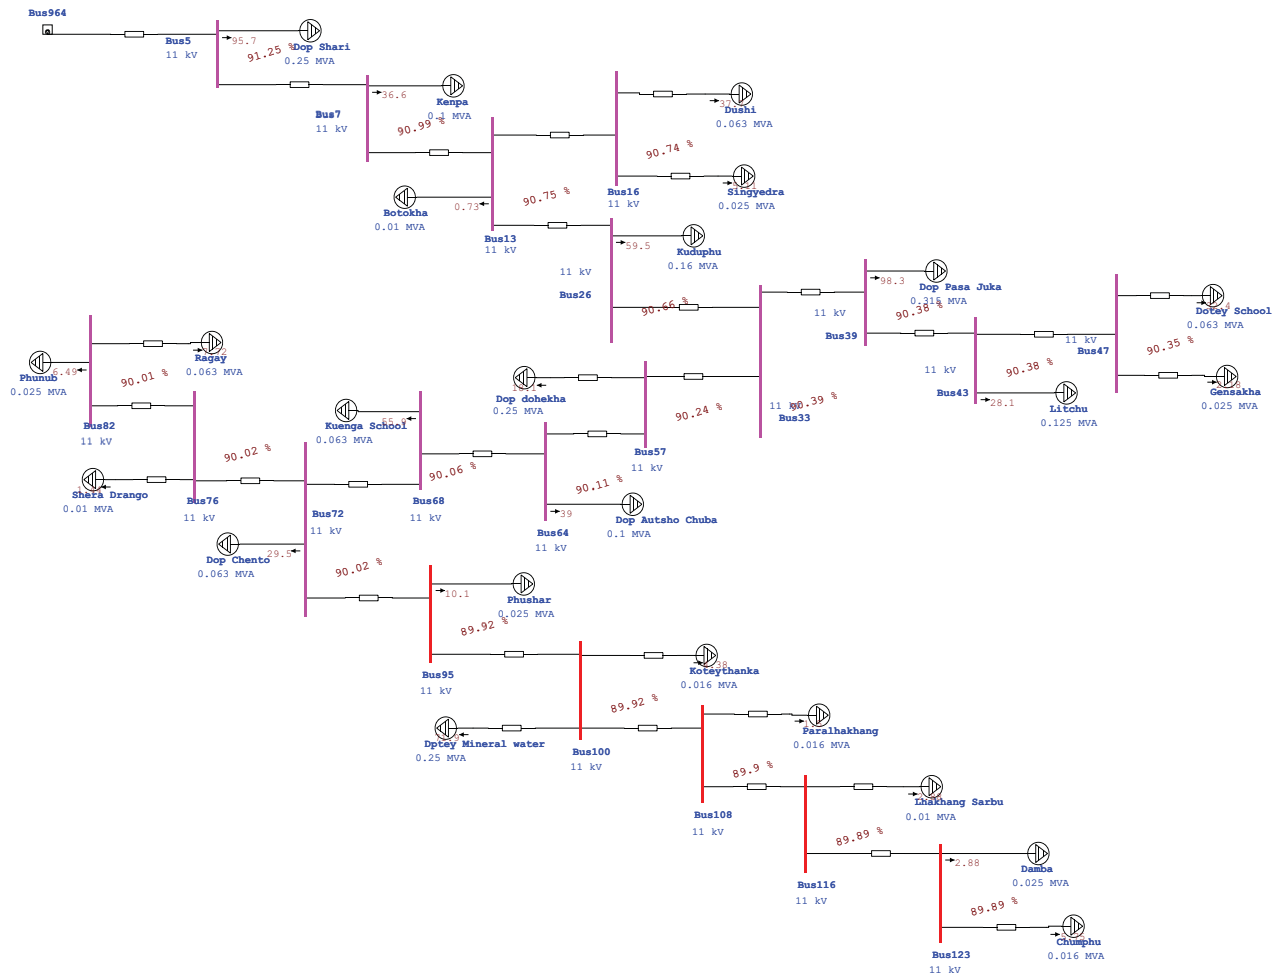 Bus964
Bus5
11 kV
95.7
91.25 %
Dop Shari
0.25 MVA
Bus7
11 kV
36.6
Kenpa
0.1 MVA
90.99 %
Dushi
0.063 MVA
90.74 %
Bus16
11 kV
Singyedra
0.025 MVA
Botokha
0.01 MVA
0.73
90.75 %
Bus13
11 kV
59.5
Kuduphu
0.16 MVA
11 kV
Bus26
90.66 %
98.3
Dop Pasa Juka
0.315 MVA
90.38 %
11 kV
Bus39
Dotey School
0.063 MVA
11 kV
Bus47
90.35 %
90.38 %
11 kV
Bus43
28.1
Litchu
0.125 MVA
Gensakha
0.025 MVA
Phunub
0.025 MVA
6.49
90.01 %
Ragay
0.063 MVA
Bus82
11 kV
Dop dohekha
0.25 MVA
90.24 %
11 kV
90.39 %
Bus33
Kuenga School
0.063 MVA
Bus57
11 kV
90.02 %
90.06 %
90.11 %
Shera Drango
0.01 MVA
Bus76
11 kV
Bus72
11 kV
Bus68
11 kV
39
Dop Autsho Chuba
0.1 MVA
Bus64
11 kV
Dop Chento
0.063 MVA
29.5
90.02 %
10.1
Phushar
0.025 MVA
89.92 %
Bus95
11 kV
Koteythanka
0.016 MVA
89.92 %
Dptey Mineral water
0.25 MVA
Bus100
11 kV
Paralhakhang
0.016 MVA
89.9 %
Bus108
11 kV
Lhakhang Sarbu
0.01 MVA
89.89 %
Bus116
11 kV
2.88
Damba
0.025 MVA
89.89 %
Chumphu
0.016 MVA
Bus123
11 kV